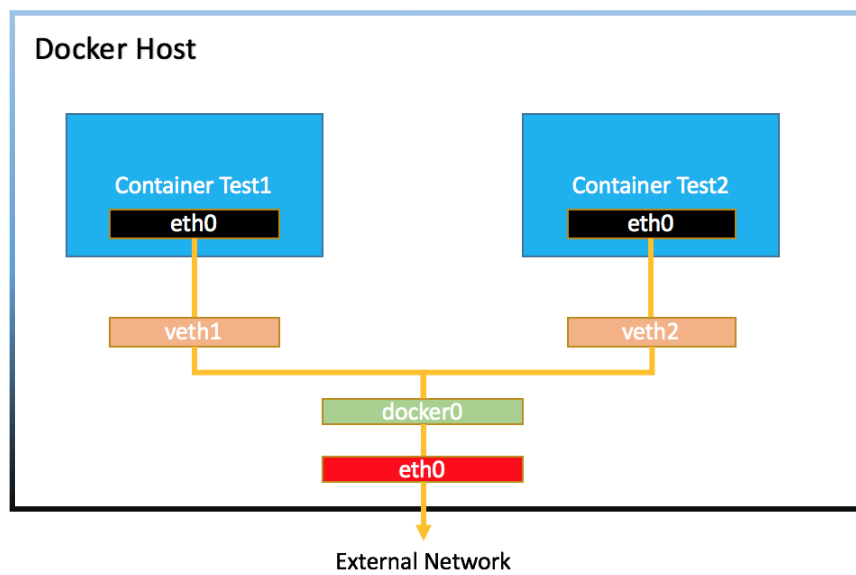 Docker Host
Container Test1
eth0
Container Test2
eth0
veth1
veth2
docker0
eth0
External Network